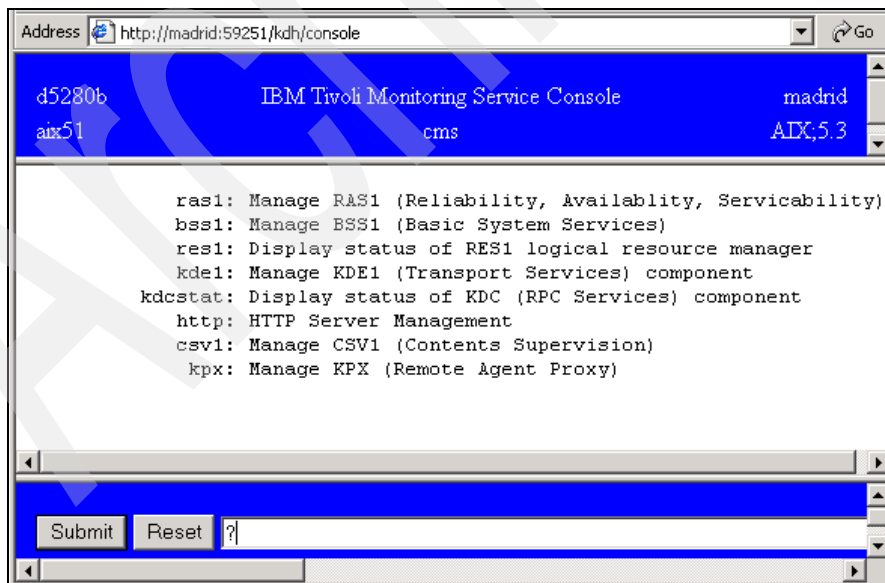 Address http://madrid:59251/kdh/console Go
d5280b IBM Tivoli Monitoring Service Console madrid
aix51 cms AIX;5.3
ras1: Manage RAS1 (Reliability, Availablity, Servicability)
bss1: Manage BSS1 (Basic System Services)
res1: Display status of RES1 logical resource manager
kde1: Manage KDE1 (Transport Services) component
kdcstat: Display status of KDC (RPC Services) component
http: HTTP Server Management
csv1: Manage CSV1 (Contents Supervision)
kpx: Manage KPX (Remote Agent Proxy)
Submit Reset ?